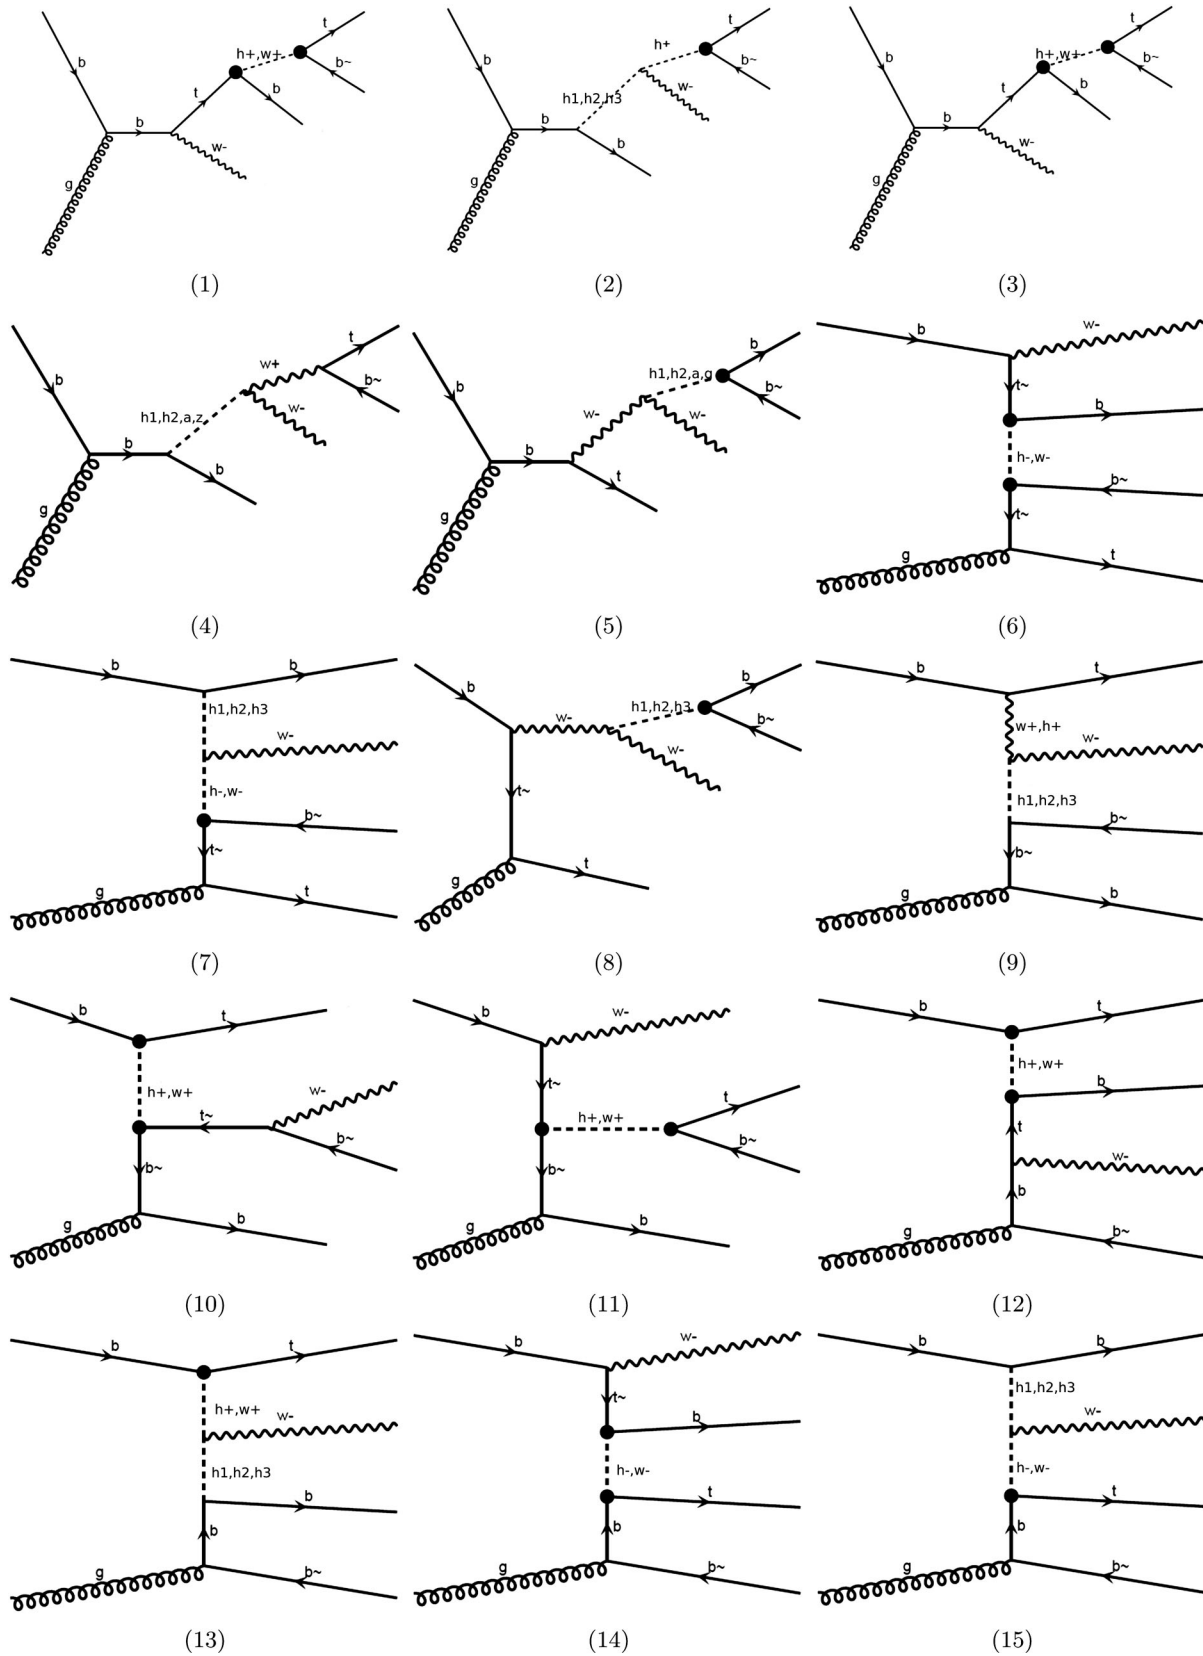 b t h+,w+ b~ b t b w- g
(1)
b t h+ b~ h1,h2,h3 w- b b g
(2)
b t h+,w+ b~ b t b w- g
(3)
b t w+ b~ h1,h2,a,z w- b b g
(4)
b b h1,h2,a,g b~ w- w- b t g
(5)
b w- t~ b h-,w- b~ t~ g t
(6)
b b h1,h2,h3 w- h-,w- b~ t~ g t
(7)
b b h1,h2,h3 w- b~ w- t~ g t
(8)
b t w+,h+ w- h1,h2,h3 b~ b~ g b
(9)
b t h+,w+ w- t~ b~ b~ g b
(10)
b w- t~ t h+,w+ b~ b~ g b
(11)
b t h+,w+ b t w- b g b~
(12)
b t h+,w+ w- h1,h2,h3 b b g b~
(13)
b w- t~ b h-,w- t b g b~
(14)
b b h1,h2,h3 w- h-,w- t b g b~
(15)